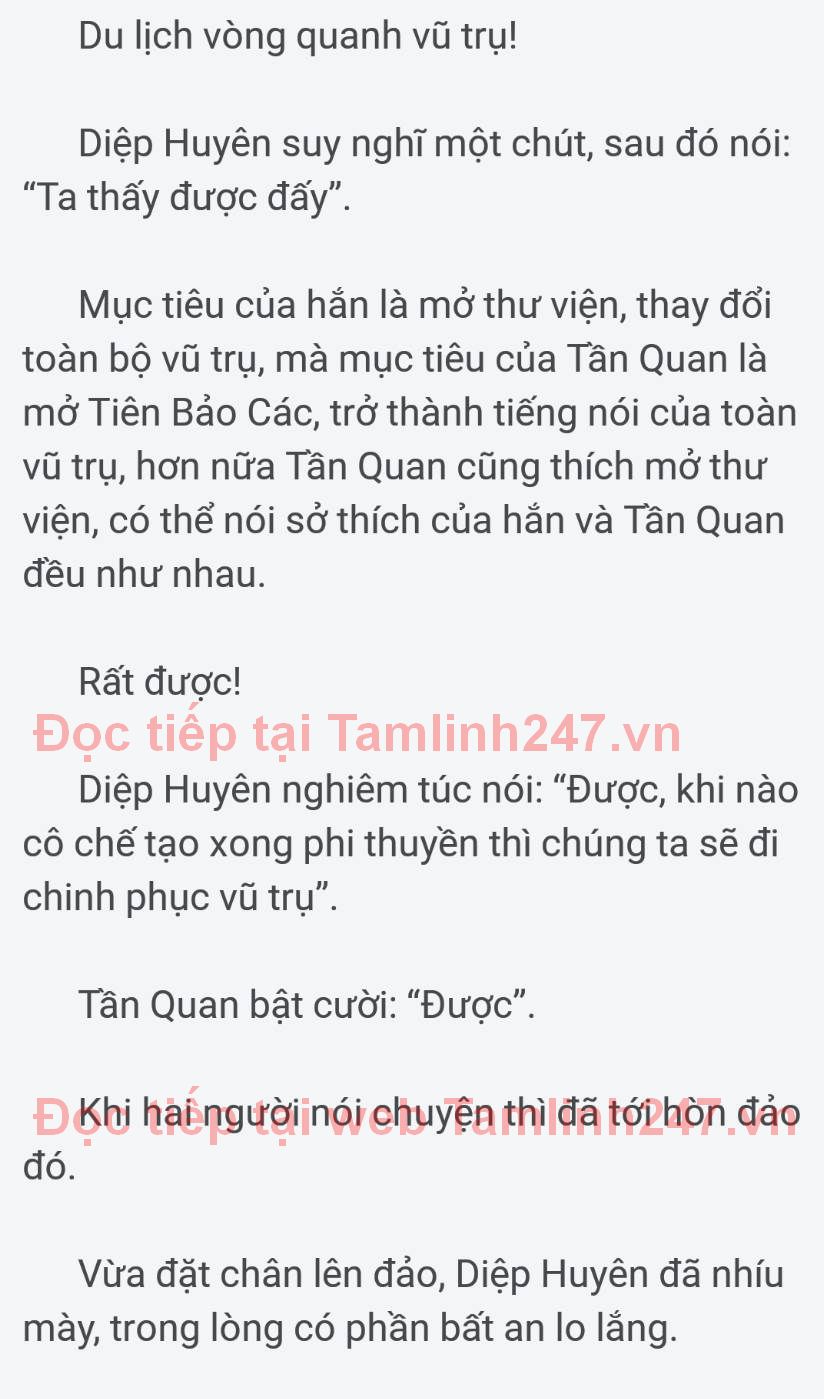 Du lịch vòng quanh vũ trụ!
Diệp Huyên suy nghĩ một chút, sau đó nói:
“Ta thấy được đấy”.
Mục tiêu của hắn là mở thư viện, thay đổi
toàn bộ vũ trụ, mà mục tiêu của Tần Quan là
mở Tiên Bảo Các, trở thành tiếng nói của toàn
vũ trụ, hơn nữa Tần Quan cũng thích mở thư
viện, có thể nói sở thích của hắn và Tần Quan
đều như nhau.
Rất được!
Đọc tiếp tại Tamlinh247.vn
Diệp Huyên nghiêm túc nói: “Được, khi nào
cô chế tạo xong phi thuyền thì chúng ta sẽ đi
chinh phục vũ trụ”.
Tần Quan bật cười: “Được”.
Khi hai người nói chuyện thì đã tới hòn đảo
Đọc tiếp tại web Tamlinh247.vn
đó.
Vừa đặt chân lên đảo, Diệp Huyên đã nhíu
mày, trong lòng có phần bất an lo lắng.